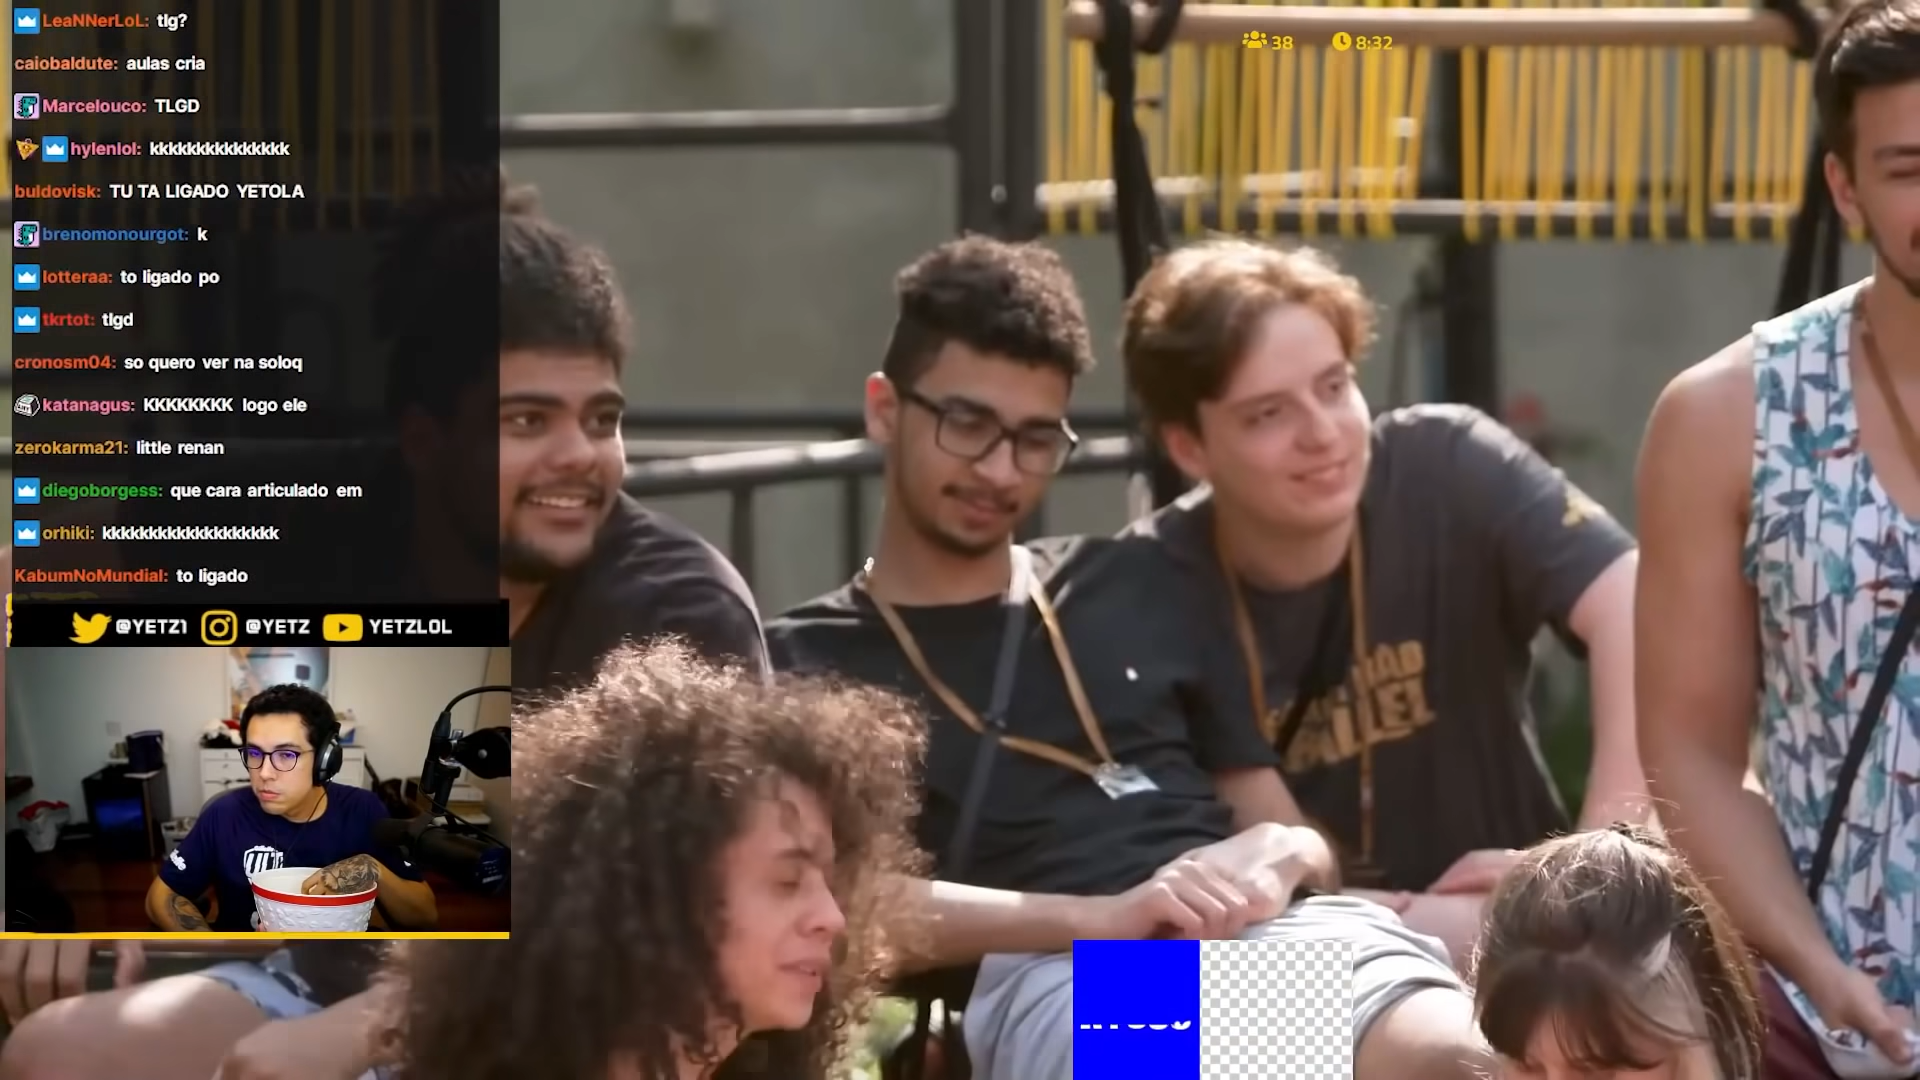 LeaNNerLoL: tlg?
caiobaldute: aulas cria
Marcelouco: TLGD
hylenlol: kkkkkkkkkkkkkkk
buldovisk: TU TA LIGADO YETOLA
brenomonourgot: k
lotteraa: to ligado po
tkrtot: tlgd
cronosm04: so quero ver na soloq
katanagus: KKKKKKKK logo ele
zerokarma21: little renan
diegoborgess: que cara articulado em
orhiki: kkkkkkkkkkkkkkkkkkk
KabumNoMundial: to ligado
@YETZ1 @YETZ YETZLOL
38 8:32